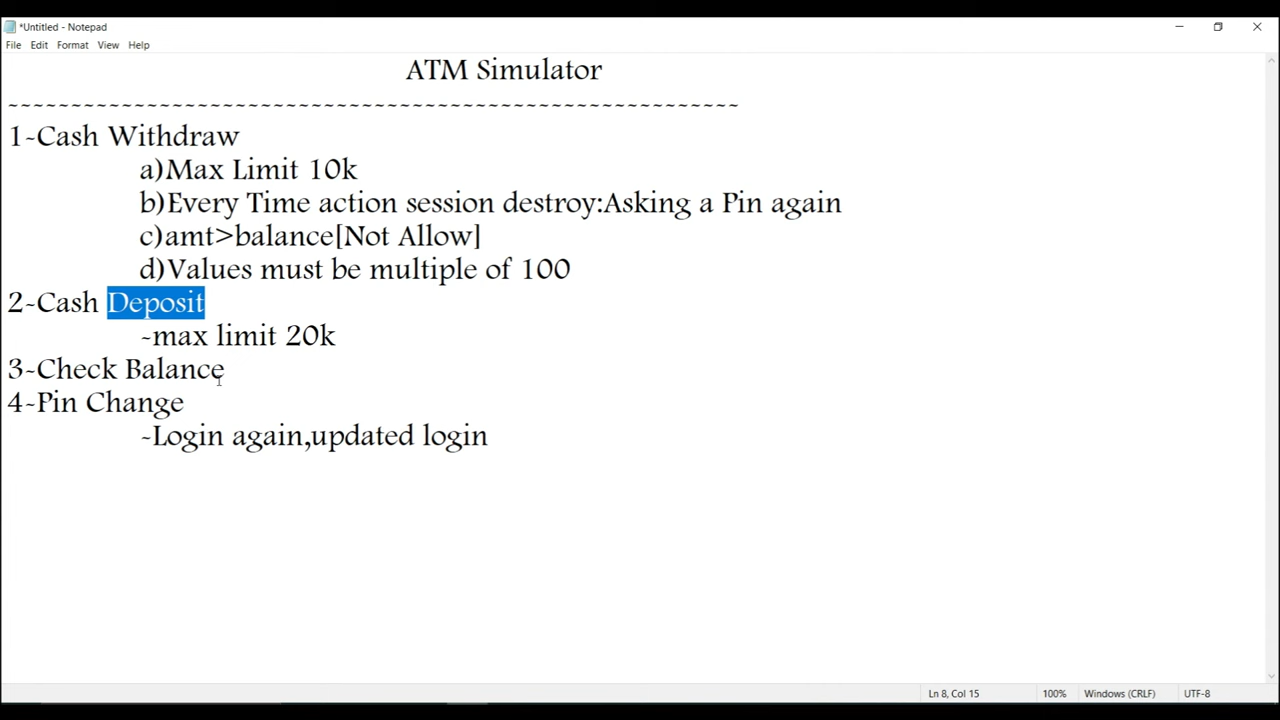 *Untitled - Notepad
File Edit Format View Help
ATM Simulator
~~~~~~~~~~~~~~~~~~~~~~~~~~~~~~~~~~~~~~~~~~~~~~~~~~~~~~~~~~
1-Cash Withdraw
a)Max Limit 10k
b)Every Time action session destroy:Asking a Pin again
c)amt>balance[Not Allow]
d)Values must be multiple of 100
2-Cash Deposit
-max limit 20k
3-Check Balance
4-Pin Change
-Login again,updated login
Ln 8, Col 15 100% Windows (CRLF) UTF-8